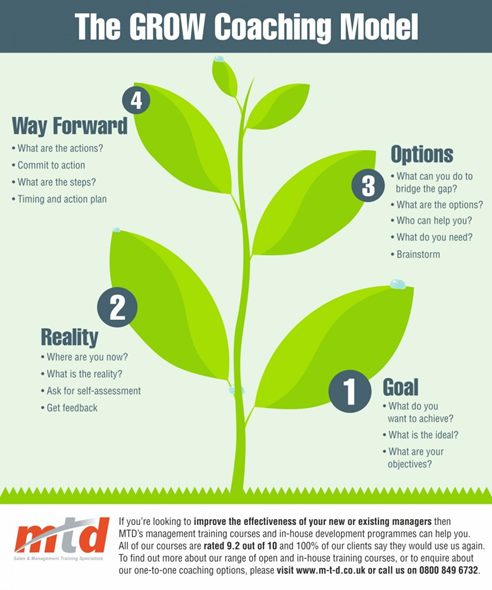 The GROW Coaching Model
4
Way Forward
• What are the actions?
• Commit to action
• What are the steps?
• Timing and action plan
3
Options
• What can you do to
bridge the gap?
• What are the options?
• Who can help you?
• What do you need?
• Brainstorm
2
Reality
• Where are you now?
• What is the reality?
• Ask for self-assessment
• Get feedback
1
Goal
• What do you
want to achieve?
• What is the ideal?
• What are your
objectives?
mtd
Sales & Management Training Specialists
If you're looking to improve the effectiveness of your new or existing managers then
MTD's management training courses and in-house development programmes can help you.
All of our courses are rated 9.2 out of 10 and 100% of our clients say they would use us again.
To find out more about our range of open and in-house training courses, or to enquire about
our one-to-one coaching options, please visit www.m-t-d.co.uk or call us on 0800 849 6732.